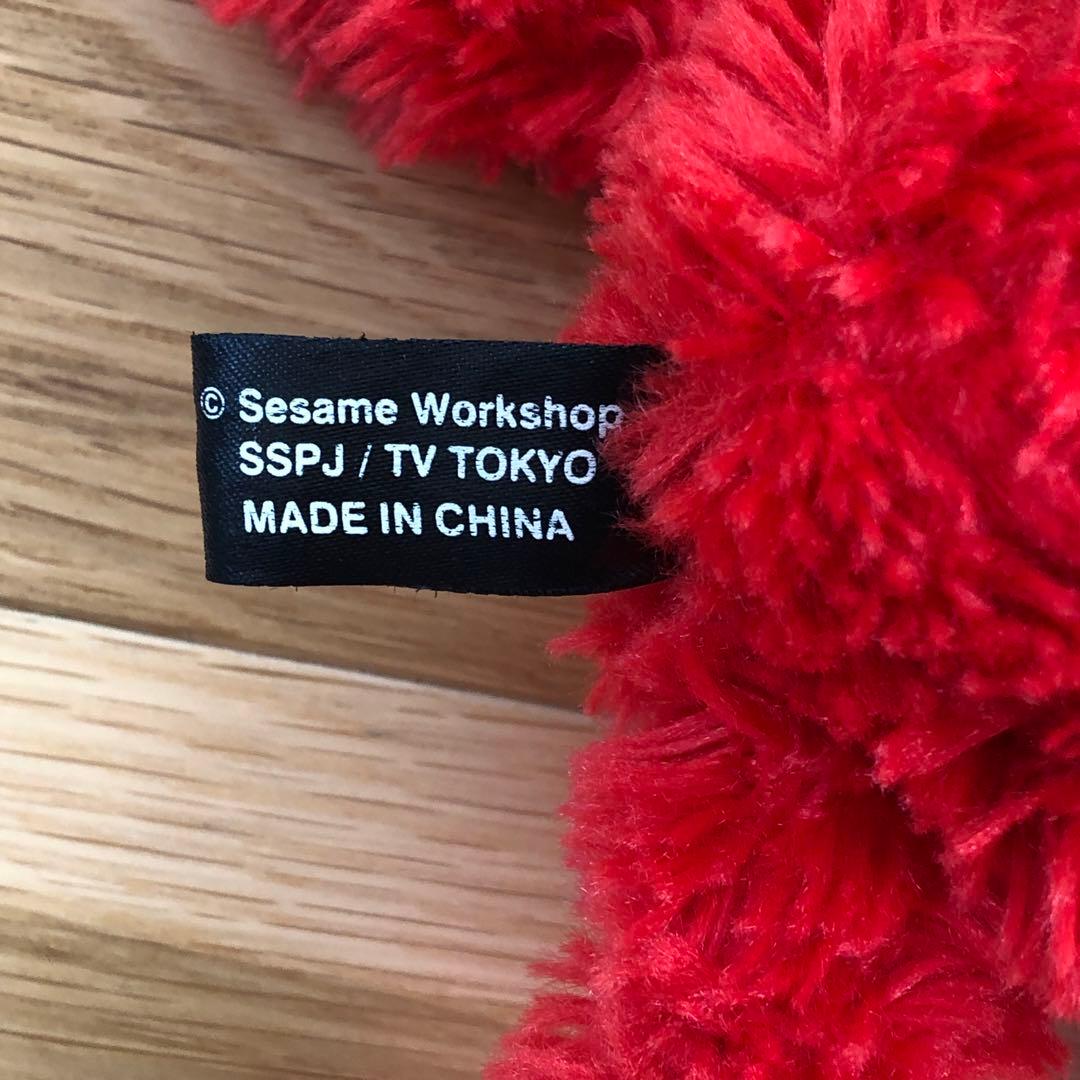 © Sesame Workshop
SSPJ / TV TOKYO
MADE IN CHINA